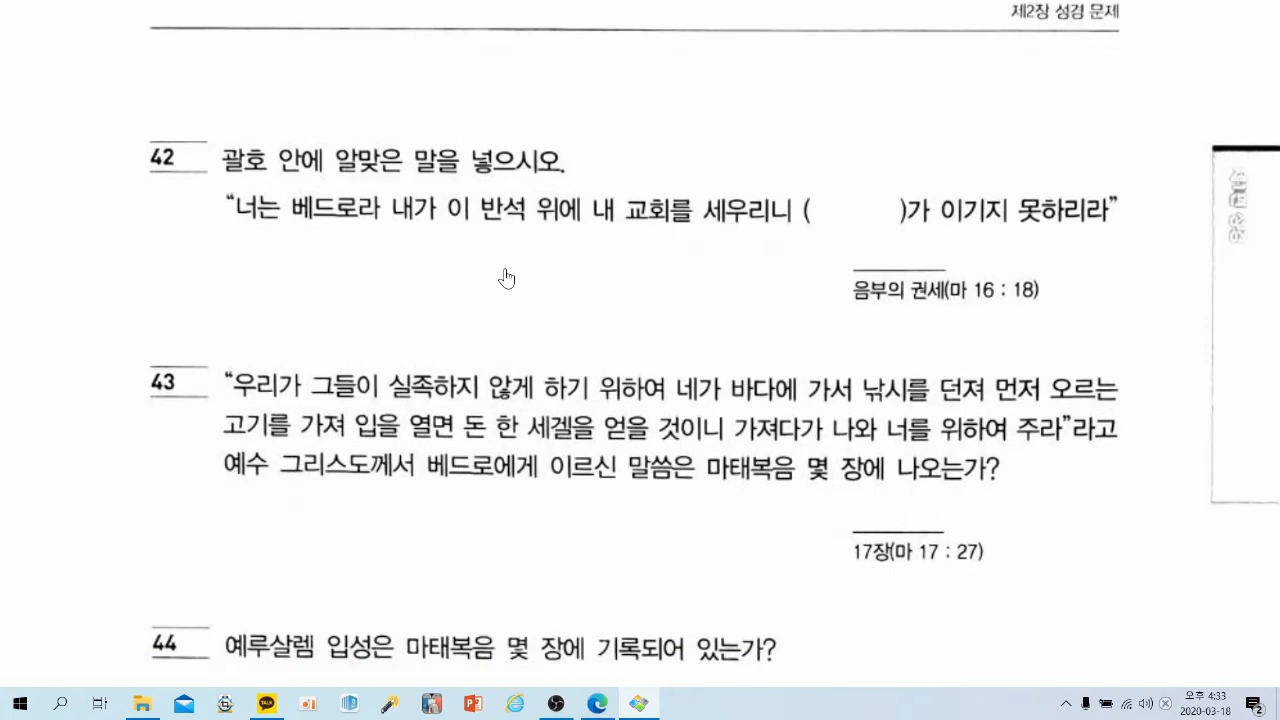 제2장 성경 문제
42 괄호 안에 알맞은 말을 넣으시오.
“너는 베드로라 내가 이 반석 위에 내 교회를 세우리니 ( )가 이기지 못하리라”
음부의 권세(마 16 : 18)
43 “우리가 그들이 실족하지 않게 하기 위하여 네가 바다에 가서 낚시를 던져 먼저 오르는
고기를 가져 입을 열면 돈 한 세겔을 얻을 것이니 가져다가 나와 너를 위하여 주라”라고
예수 그리스도께서 베드로에게 이르신 말씀은 마태복음 몇 장에 나오는가?
17장(마 17 : 27)
44 예루살렘 입성은 마태복음 몇 장에 기록되어 있는가?
TALK
오후 4:33
2020-03-18
2